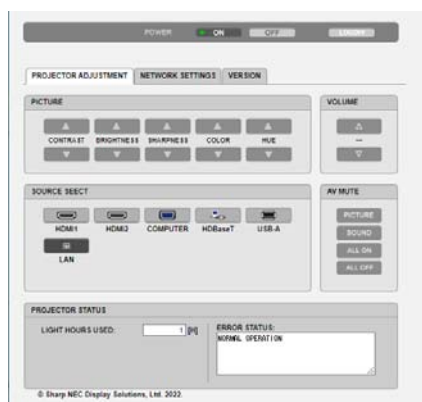 POWER ON OFF LOGOFF
PROJECTOR ADJUSTMENT NETWORK SETTINGS VERSION
PICTURE
CONTRAST BRIGHTNESS SHARPNESS COLOR HUE
VOLUME
--
SOURCE SEECT
HDMI1 HDMI2 COMPUTER HDBaseT USB-A
LAN
AV MUTE
PICTURE
SOUND
ALL ON
ALL OFF
PROJECTOR STATUS
LIGHT HOURS USED: 1 [H]
ERROR STATUS:
NORMAL OPERATION
© Sharp NEC Display Solutions, Ltd. 2022.